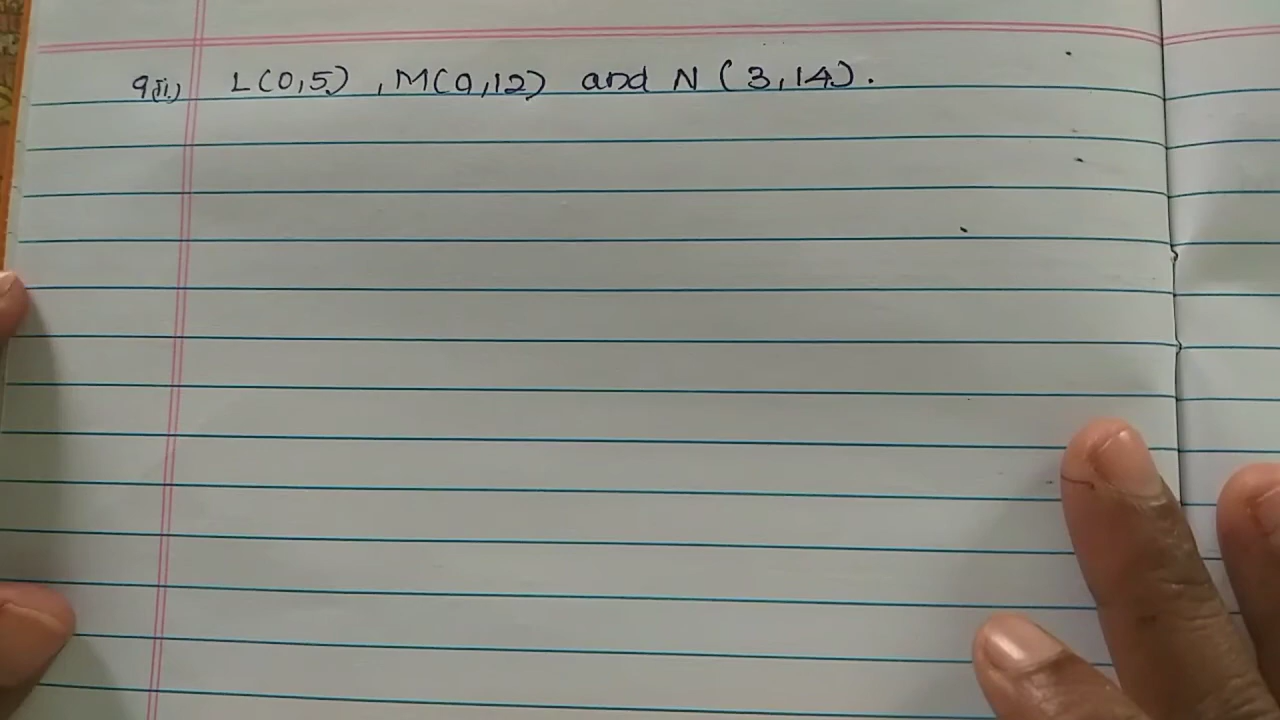 9(ii) L(0,5) , M(9,12) and N (3,14).